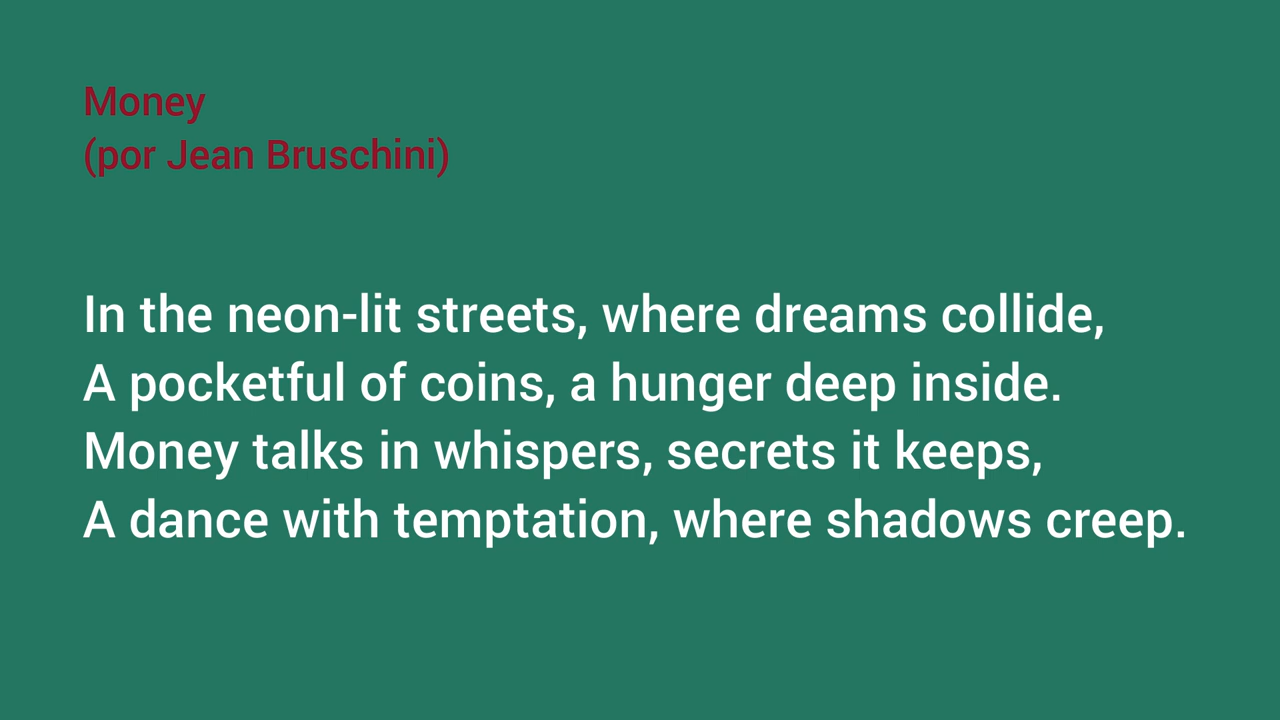 Money
(por Jean Bruschini)
In the neon-lit streets, where dreams collide,
A pocketful of coins, a hunger deep inside.
Money talks in whispers, secrets it keeps,
A dance with temptation, where shadows creep.